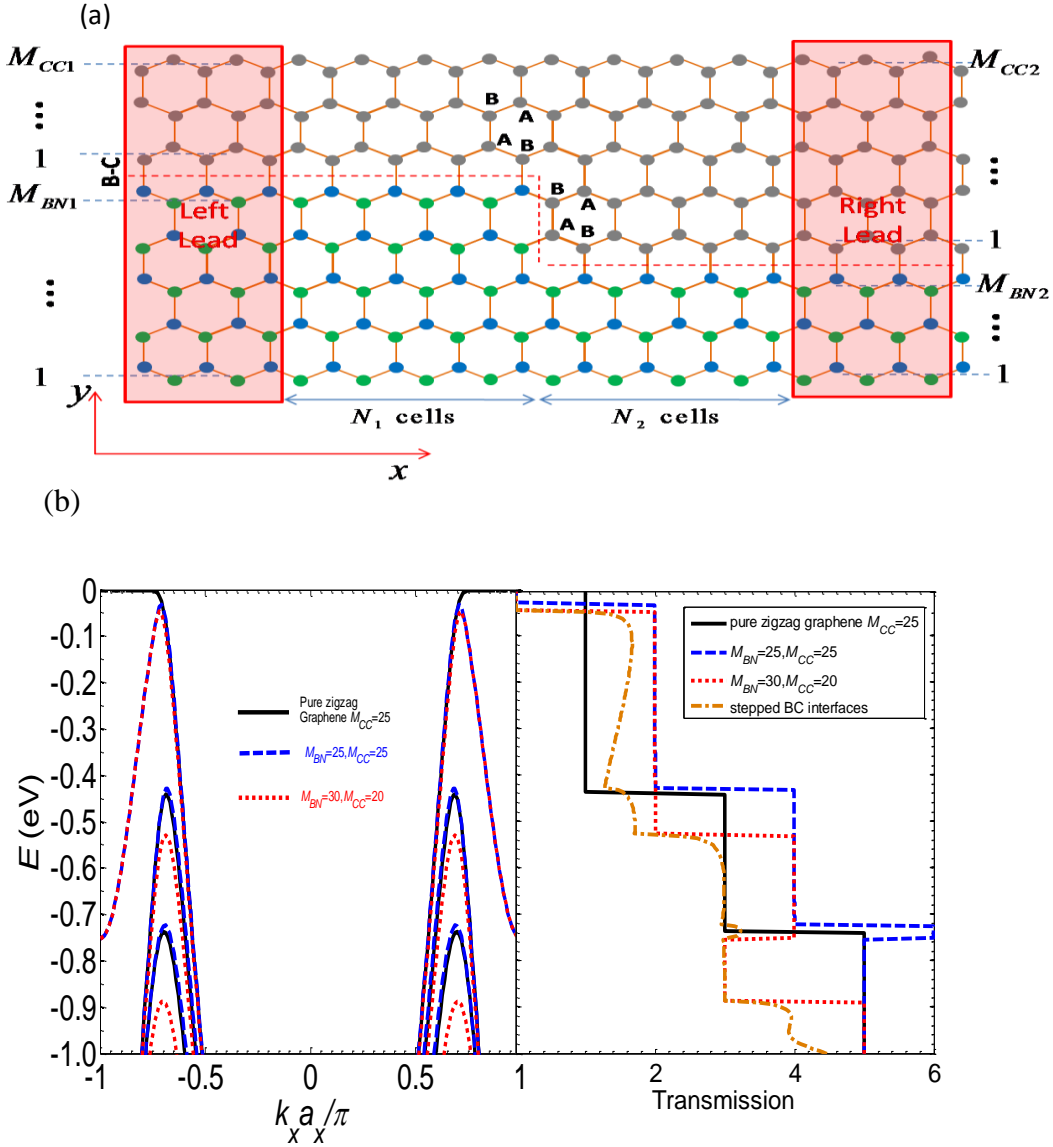 (a)
M_CC1
M_CC2
...
...
B
A
A
B
1
B-C
M_BN1
B
A
A
B
Left
Lead
Right
Lead
1
...
M_BN2
...
1
1
y
N_1 cells
N_2 cells
x
(b)
E (eV)
0
-0.1
-0.2
-0.3
-0.4
-0.5
-0.6
-0.7
-0.8
-0.9
-1.0
Pure zigzag
Graphene M_CC=25
M_BN=25,M_CC=25
M_BN=30,M_CC=20
pure zigzag graphene M_CC=25
M_BN=25,M_CC=25
M_BN=30,M_CC=20
stepped BC interfaces
-1 -0.5 0 0.5 1 2 4 6
k_x a_x/π
Transmission